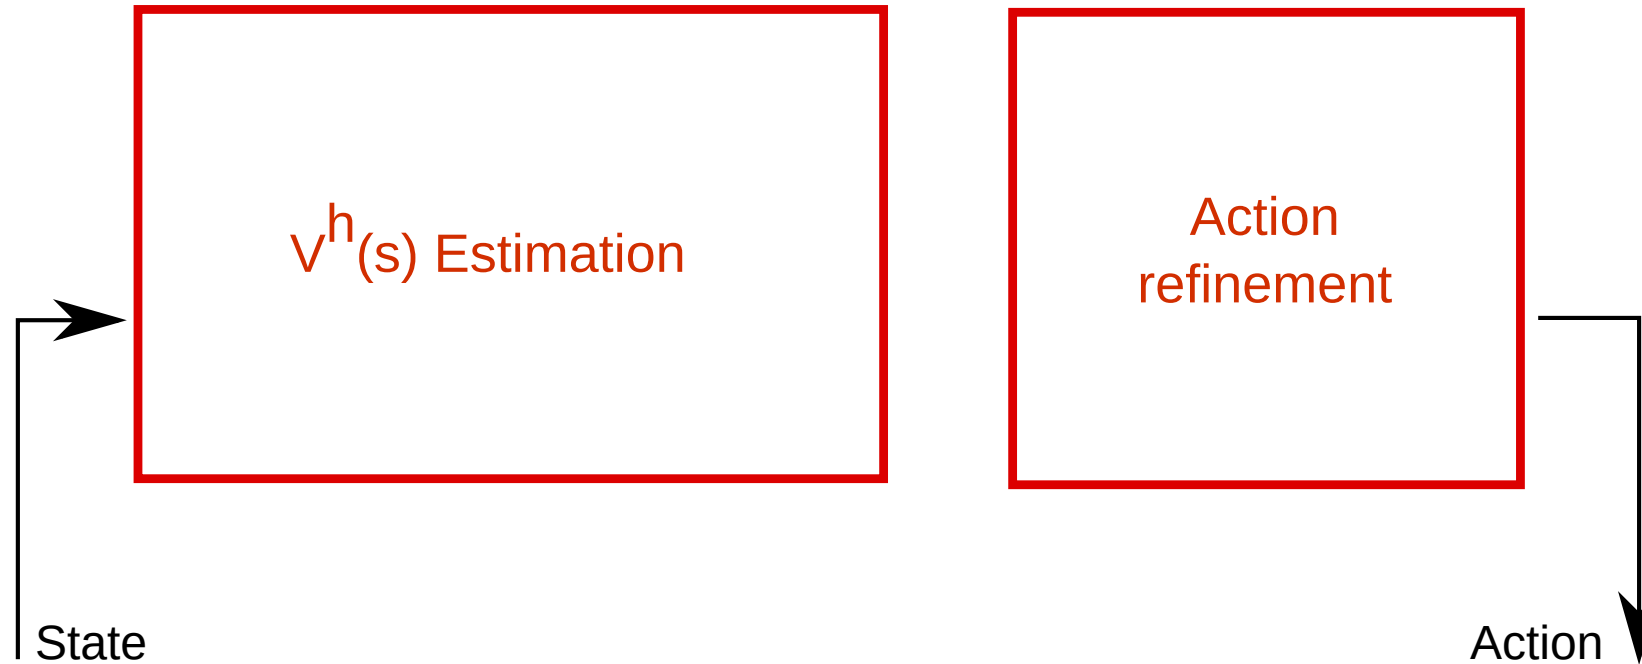 V^h(s) Estimation
Action
refinement
State
Action